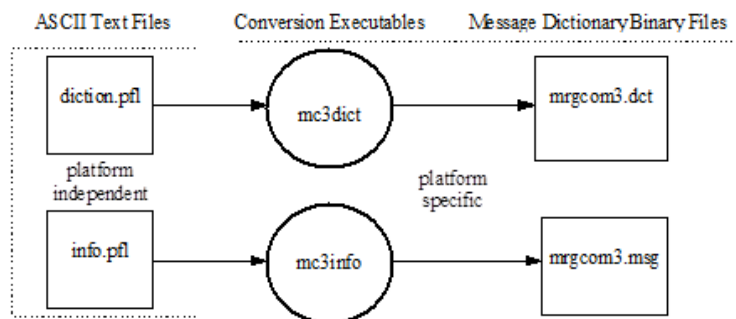 ASCII Text Files
Conversion Executables
Message Dictionary Binary Files
diction.pfl
mc3dict
mrgcom3.dct
platform
independent
platform
specific
info.pfl
mc3info
mrgcom3.msg